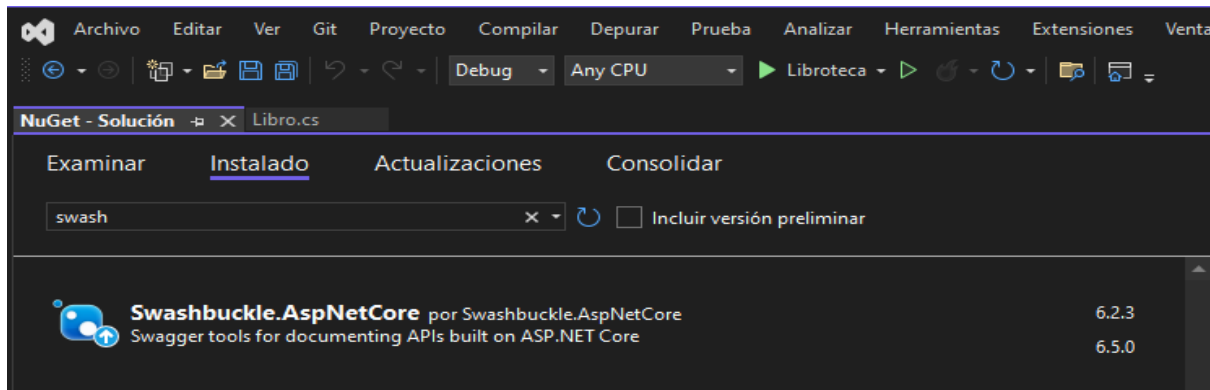 Archivo Editar Ver Git Proyecto Compilar Depurar Prueba Analizar Herramientas Extensiones Venta
Debug Any CPU Libroteca
NuGet - Solución Libro.cs
Examinar Instalado Actualizaciones Consolidar
swash Incluir versión preliminar
Swashbuckle.AspNetCore por Swashbuckle.AspNetCore 6.2.3
Swagger tools for documenting APIs built on ASP.NET Core
6.5.0